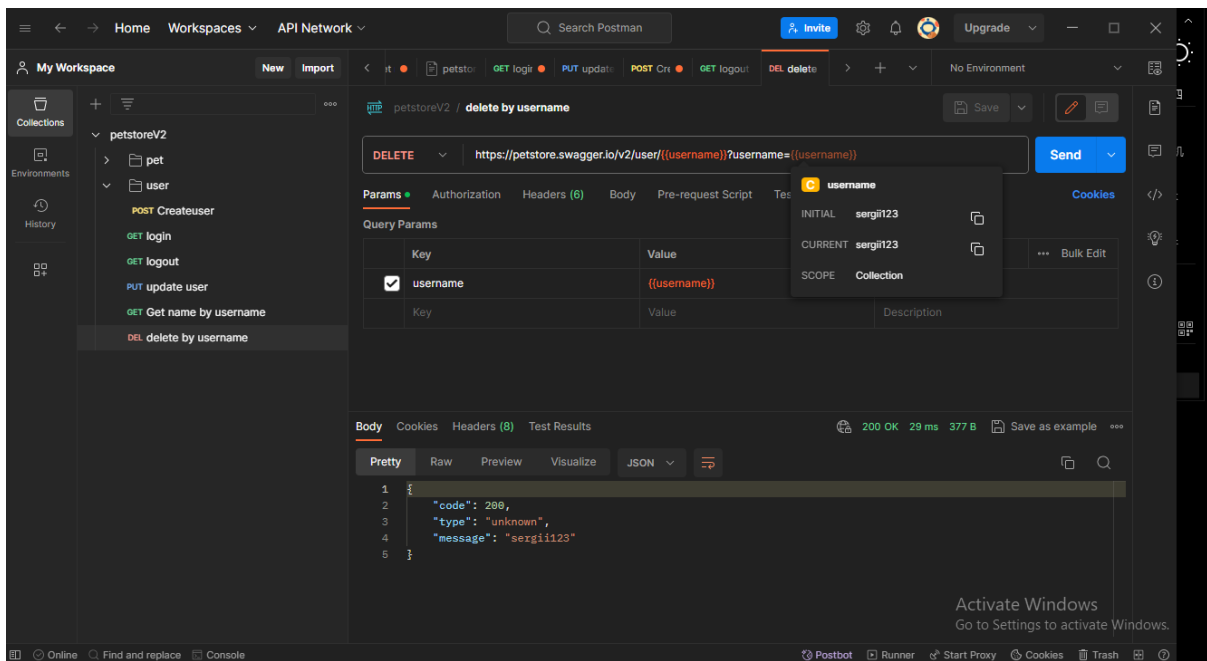 Home Workspaces API Network Search Postman Invite Upgrade
My Workspace New Import et petstor GET logir PUT update POST Cre GET logout DEL delete No Environment
Collections
Environments
History
petstoreV2
pet
user
POST Createuser
GET login
GET logout
PUT update user
GET Get name by username
DEL delete by username
HTTP petstoreV2 / delete by username Save
DELETE https://petstore.swagger.io/v2/user/{{username}}?username={{username}} Send
Params Authorization Headers (6) Body Pre-request Script Tes Cookies
C username
INITIAL sergii123
CURRENT sergii123
SCOPE Collection
Query Params
Key Value Bulk Edit
username {{username}}
Key Value Description
Body Cookies Headers (8) Test Results 200 OK 29 ms 377 B Save as example
Pretty Raw Preview Visualize JSON
1 {
2 "code": 200,
3 "type": "unknown",
4 "message": "sergii123"
5 }
Activate Windows
Go to Settings to activate Windows.
Online Find and replace Console Postbot Runner Start Proxy Cookies Trash